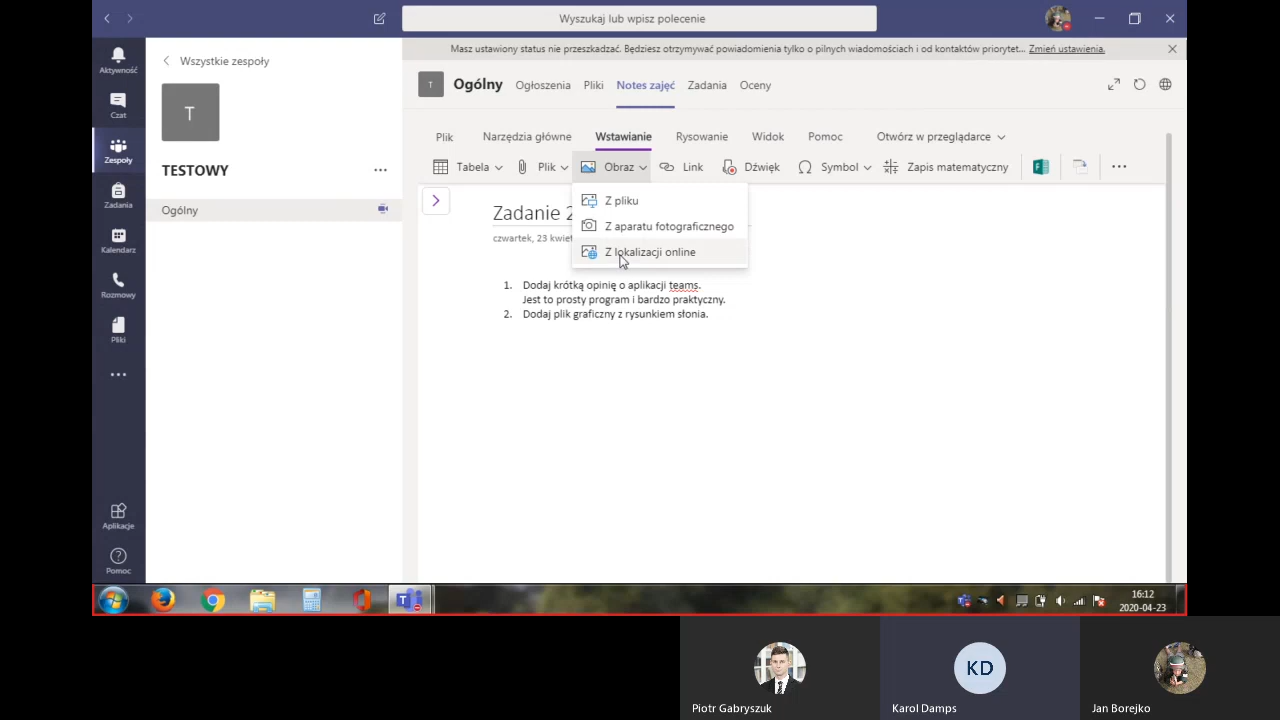 Wyszukaj lub wpisz polecenie
Masz ustawiony status nie przeszkadzać. Będziesz otrzymywać powiadomienia tylko o pilnych wiadomościach i od kontaktów priorytet... Zmień ustawienia.
Aktywność
Czat
Zespoły
Zadania
Kalendarz
Rozmowy
Pliki
Aplikacje
Pomoc
Wszystkie zespoły
T
TESTOWY
Ogólny
T Ogólny Ogłoszenia Pliki Notes zajęć Zadania Oceny
Plik Narzędzia główne Wstawianie Rysowanie Widok Pomoc Otwórz w przeglądarce
Tabela Plik Obraz Link Dźwięk Symbol Zapis matematyczny
Z pliku
Z aparatu fotograficznego
Z lokalizacji online
Zadanie 2
czwartek, 23 kwiet
1. Dodaj krótką opinię o aplikacji teams.
Jest to prosty program i bardzo praktyczny.
2. Dodaj plik graficzny z rysunkiem słonia.
16:12
2020-04-23
KD
Piotr Gabryszuk
Karol Damps
Jan Borejko